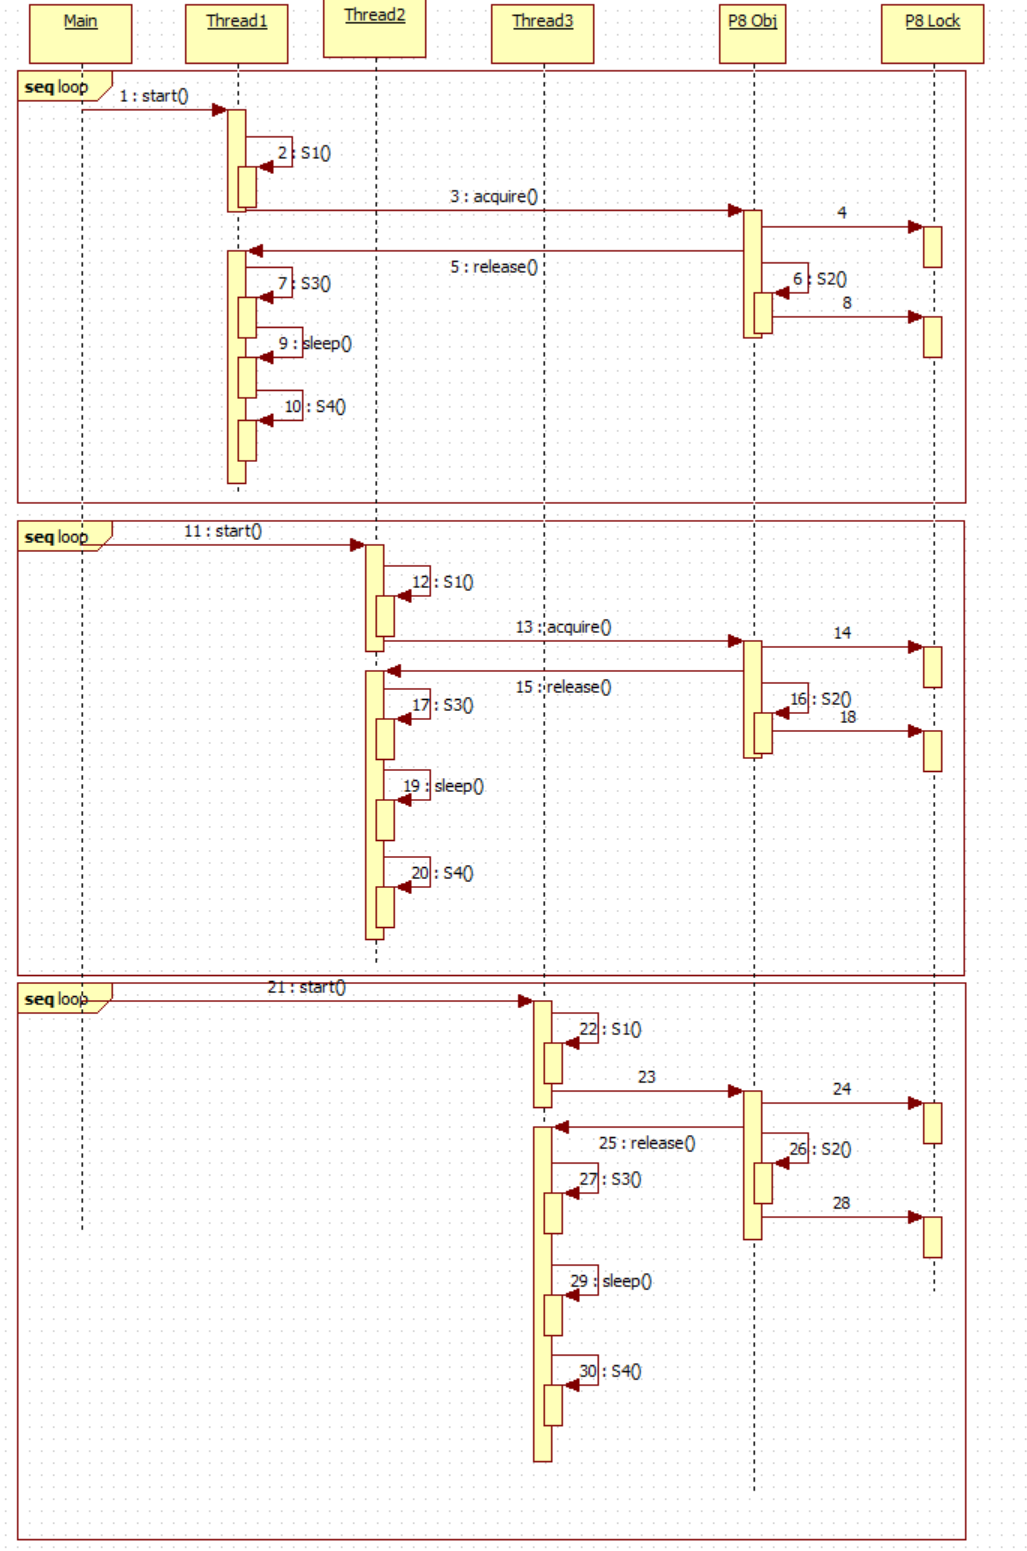 Main
Thread1
Thread2
Thread3
P8 Obj
P8 Lock
seq loop
1 : start()
2 : S1()
3 : acquire()
4
5 : release()
6 : S2()
7 : S3()
8
9 : sleep()
10 : S4()
seq loop
11 : start()
12 : S1()
13 : acquire()
14
15 : release()
16 : S2()
17 : S3()
18
19 : sleep()
20 : S4()
seq loop
21 : start()
22 : S1()
23
24
25 : release()
26 : S2()
27 : S3()
28
29 : sleep()
30 : S4()